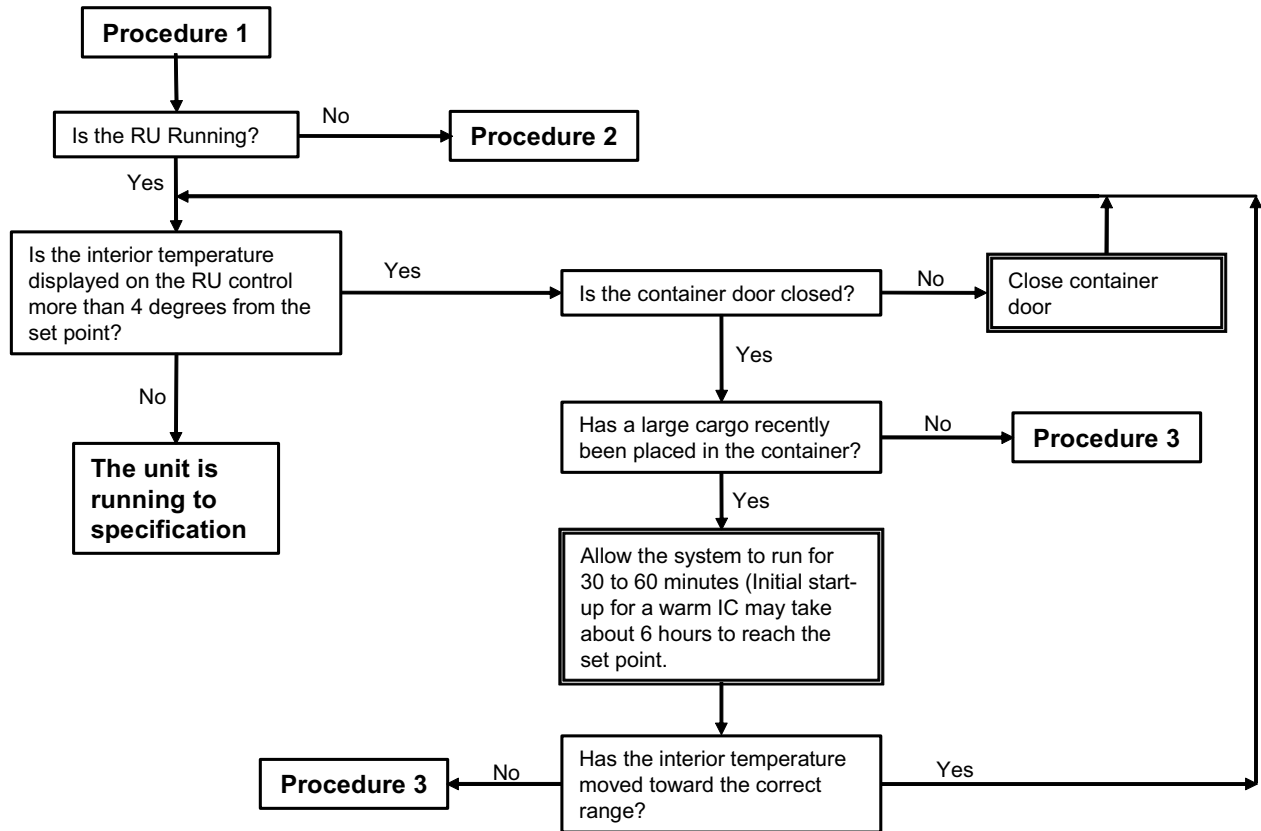 Procedure 1
Is the RU Running?
No
Procedure 2
Yes
Is the interior temperature
displayed on the RU control
more than 4 degrees from the
set point?
Yes
Is the container door closed?
No
Close container
door
Yes
No
The unit is
running to
specification
Has a large cargo recently
been placed in the container?
No
Procedure 3
Yes
Allow the system to run for
30 to 60 minutes (Initial start-
up for a warm IC may take
about 6 hours to reach the
set point.
Has the interior temperature
moved toward the correct
range?
No
Procedure 3
Yes